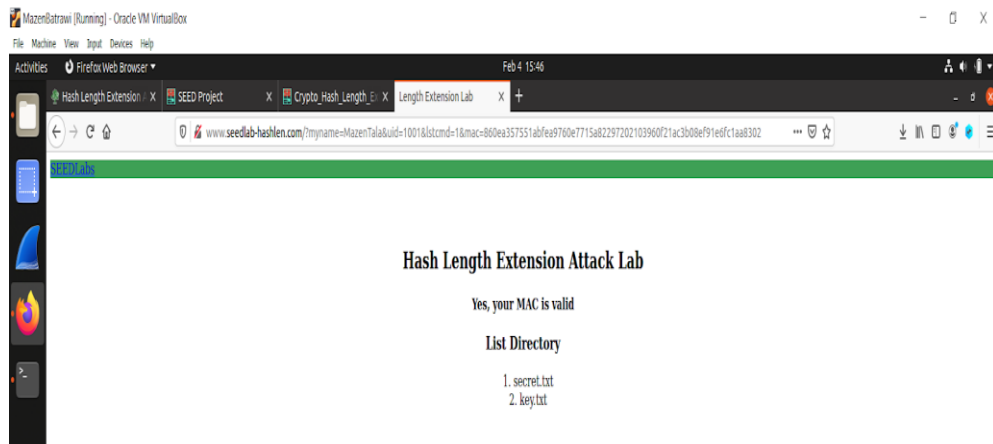 MazenBatrawi [Running] - Oracle VM VirtualBox
File Machine View Input Devices Help
Activities Firefox Web Browser Feb 4 15:46
Hash Length Extension SEED Project Crypto_Hash_Length_Ex Length Extension Lab
www.seedlab-hashlen.com/?myname=MazenTala&uid=1001&lstcmd=1&mac=860ea357551abfea9760e7715a82297202103960f21ac3b08ef91e6fc1aa8302
SEEDLabs
Hash Length Extension Attack Lab
Yes, your MAC is valid
List Directory
1. secret.txt
2. key.txt